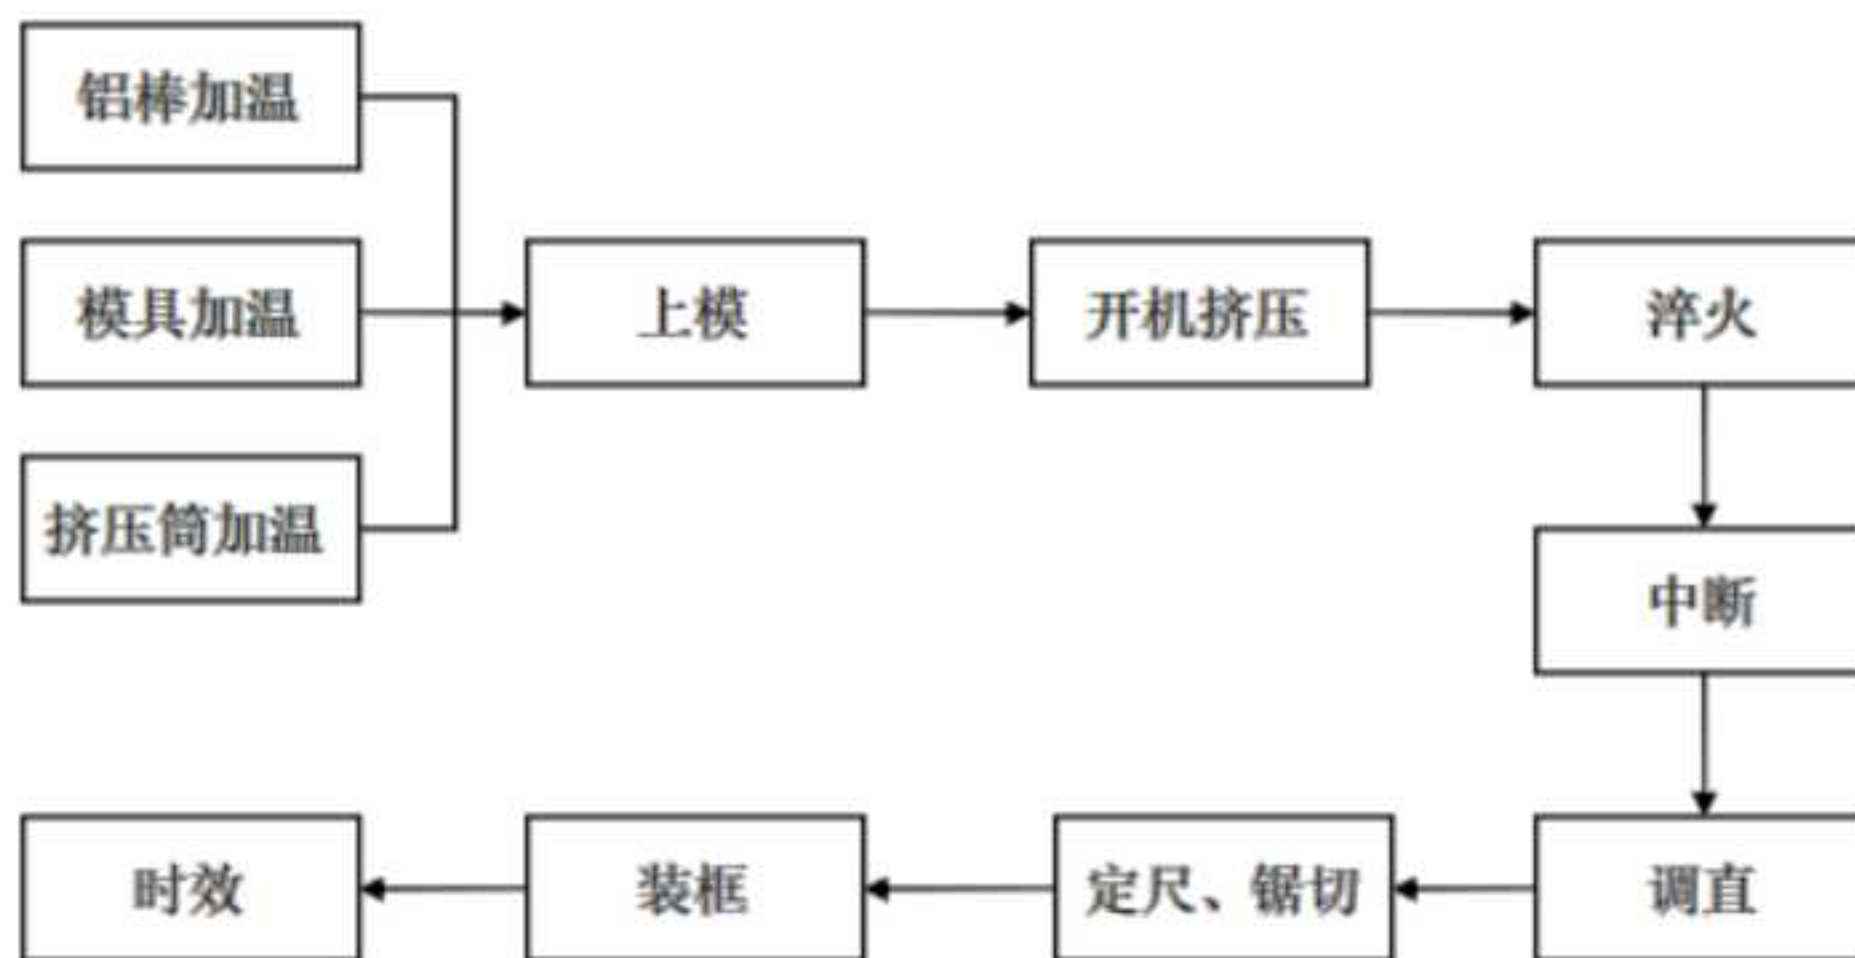 铝棒加温
模具加温
上模
开机挤压
淬火
挤压筒加温
中断
时效
装框
定尺、锯切
调直